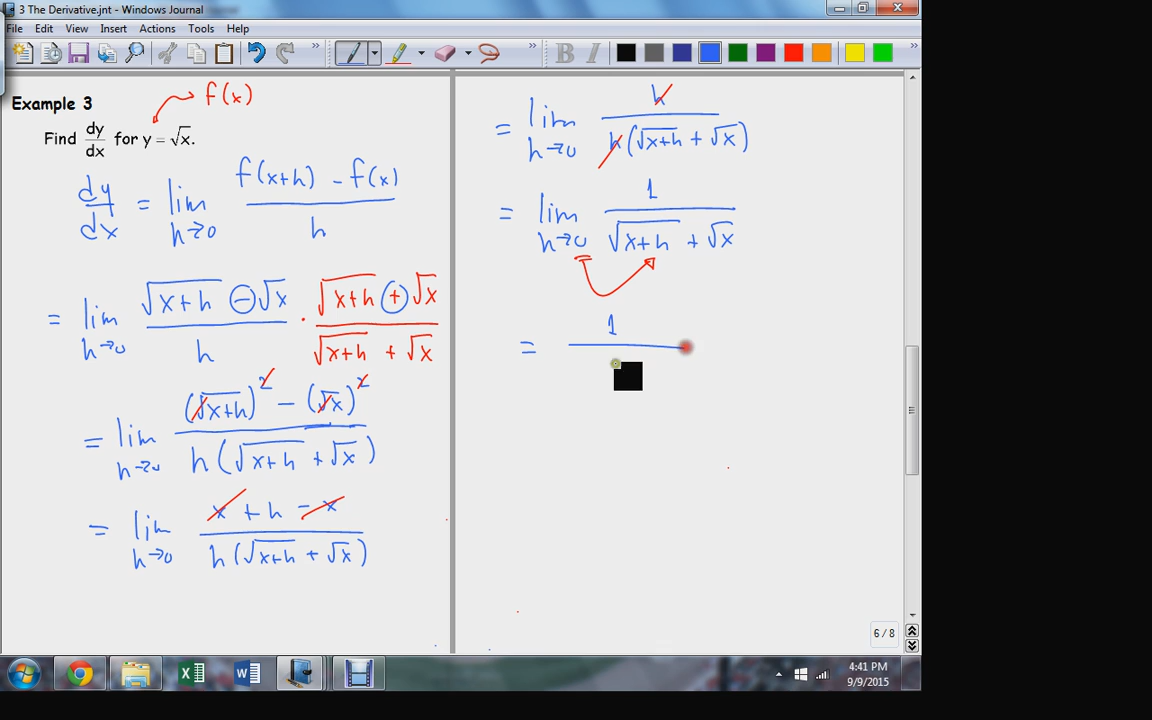 3 The Derivative.jnt - Windows Journal
File Edit View Insert Actions Tools Help
B I
Example 3
f(x)
Find dy/dx for y = √x.
dy/dx = lim h→0 (f(x+h) - f(x))/h
= lim h→0 (√(x+h) - √x)/h · (√(x+h) + √x)/(√(x+h) + √x)
= lim h→0 ((√(x+h))² - (√x)²)/(h(√(x+h) + √x))
= lim h→0 (x + h - x)/(h(√(x+h) + √x))
= lim h→0 h/(h(√(x+h) + √x))
= lim h→0 1/(√(x+h) + √x)
= 1/
6 / 8
4:41 PM
9/9/2015